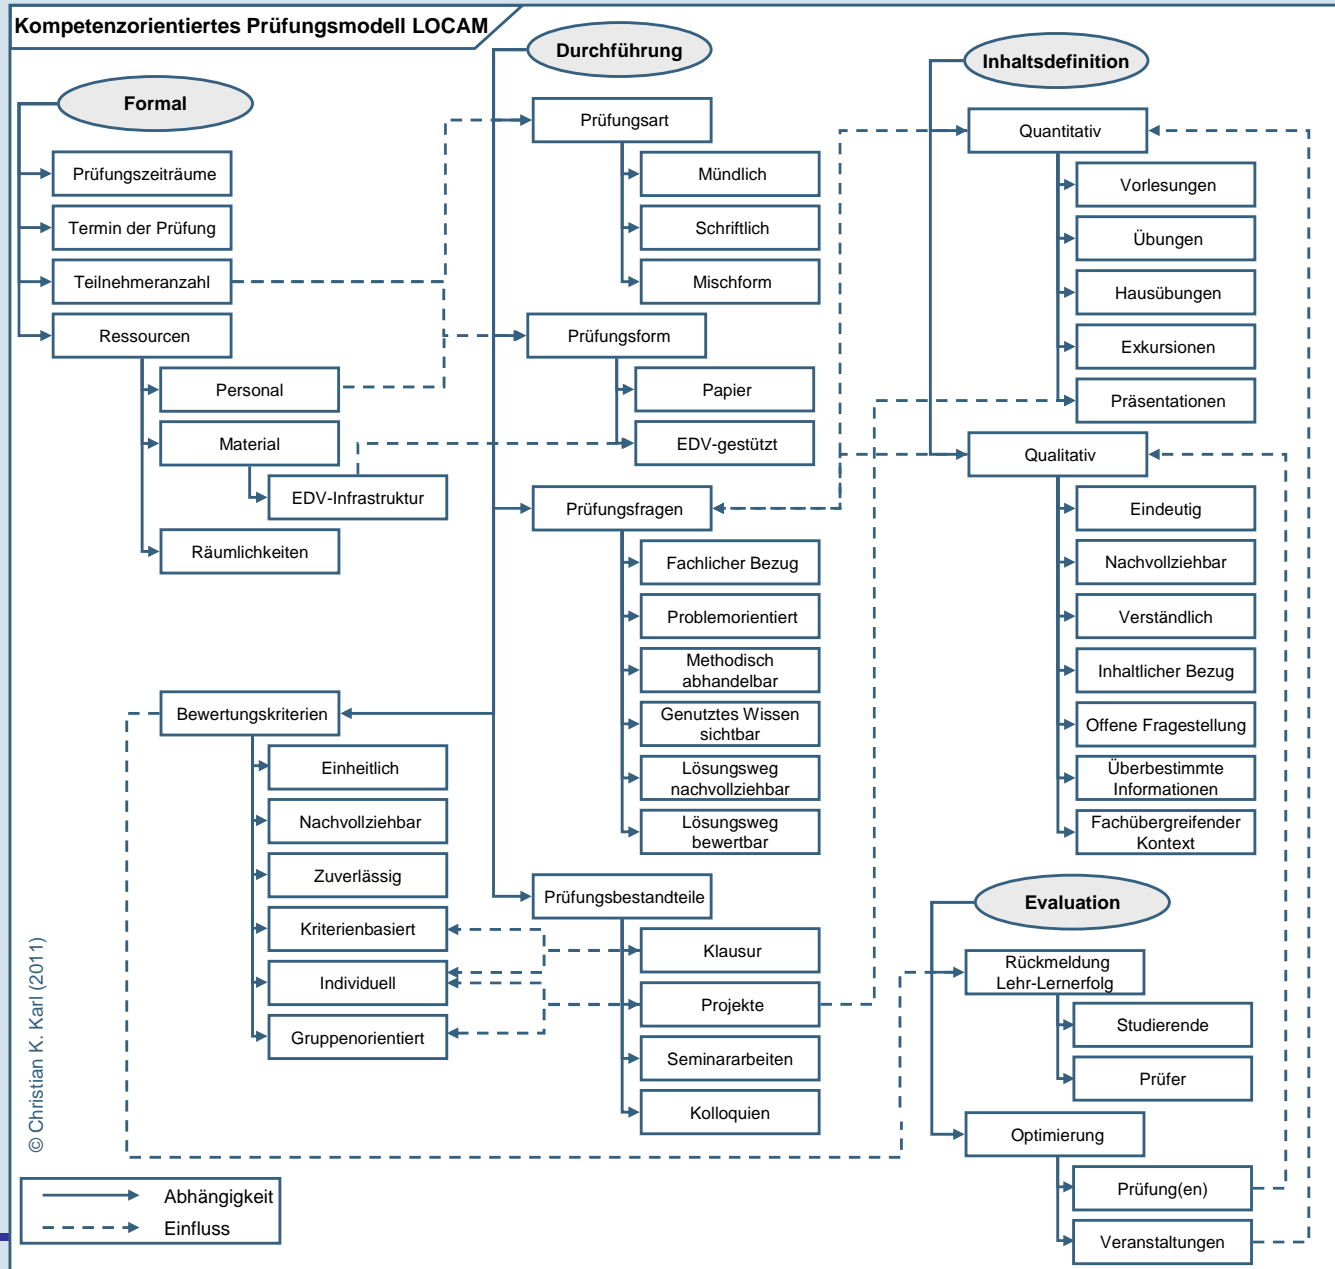 Kompetenzorientiertes Prüfungsmodell LOCAM
Formal
Prüfungszeiträume
Termin der Prüfung
Teilnehmeranzahl
Ressourcen
Personal
Material
EDV-Infrastruktur
Räumlichkeiten
Durchführung
Prüfungsart
Mündlich
Schriftlich
Mischform
Prüfungsform
Papier
EDV-gestützt
Prüfungsfragen
Fachlicher Bezug
Problemorientiert
Methodisch
abhandelbar
Genutztes Wissen
sichtbar
Lösungsweg
nachvollziehbar
Lösungsweg
bewertbar
Bewertungskriterien
Einheitlich
Nachvollziehbar
Zuverlässig
Kriterienbasiert
Individuell
Gruppenorientiert
Prüfungsbestandteile
Klausur
Projekte
Seminararbeiten
Kolloquien
Inhaltsdefinition
Quantitativ
Vorlesungen
Übungen
Hausübungen
Exkursionen
Präsentationen
Qualitativ
Eindeutig
Nachvollziehbar
Verständlich
Inhaltlicher Bezug
Offene Fragestellung
Überbestimmte
Informationen
Fachübergreifender
Kontext
Evaluation
Rückmeldung
Lehr-Lernerfolg
Studierende
Prüfer
Optimierung
Prüfung(en)
Veranstaltungen
© Christian K. Karl (2011)
Abhängigkeit
Einfluss